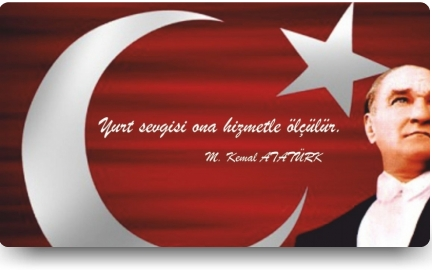 Yurt sevgisi ona hizmetle ölçülür.
M. Kemal ATATÜRK